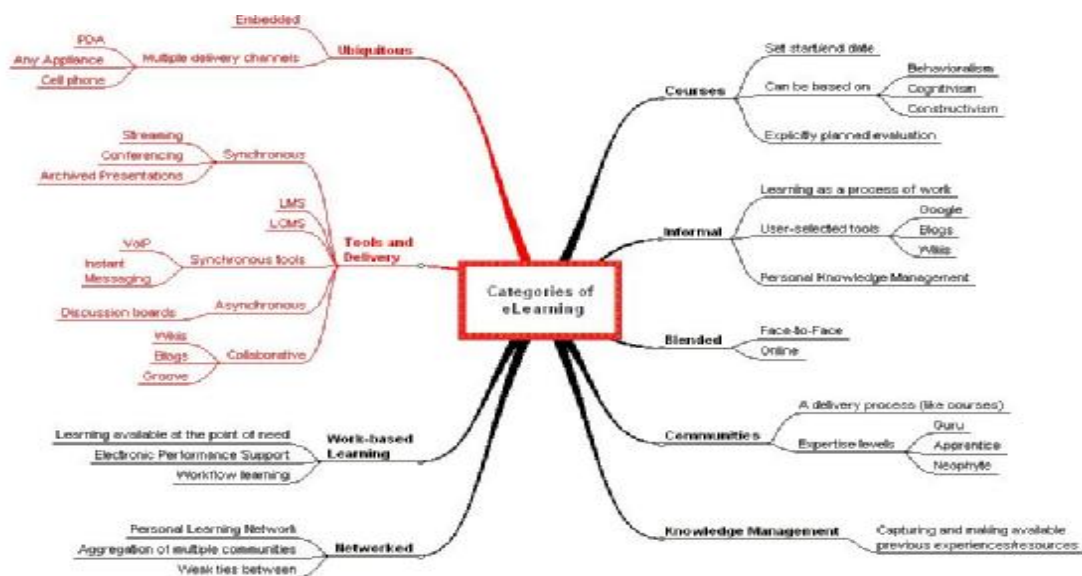 Categories of
eLearning
Ubiquitous
Embedded
Multiple delivery channels
PDA
Any Appliance
Cell phone
Tools and
Delivery
Synchronous
Streaming
Conferencing
Archived Presentations
LMS
LCMS
Synchronous tools
VoIP
Instant
Messaging
Asynchronous
Discussion boards
Collaborative
Wikis
Blogs
Groove
Work-based
Learning
Learning available at the point of need
Electronic Performance Support
Workflow learning
Networked
Personal Learning Network
Aggregation of multiple communities
Weak ties between
Courses
Set start/end date
Can be based on
Behavioralism
Cognitivism
Constructivism
Explicitly planned evaluation
Informal
Learning as a process of work
User-selected tools
Google
Blogs
Wikis
Personal Knowledge Management
Blended
Face-to-Face
Online
Communities
A delivery process (like courses)
Expertise levels
Guru
Apprentice
Neophyte
Knowledge Management
Capturing and making available
previous experiences/resources